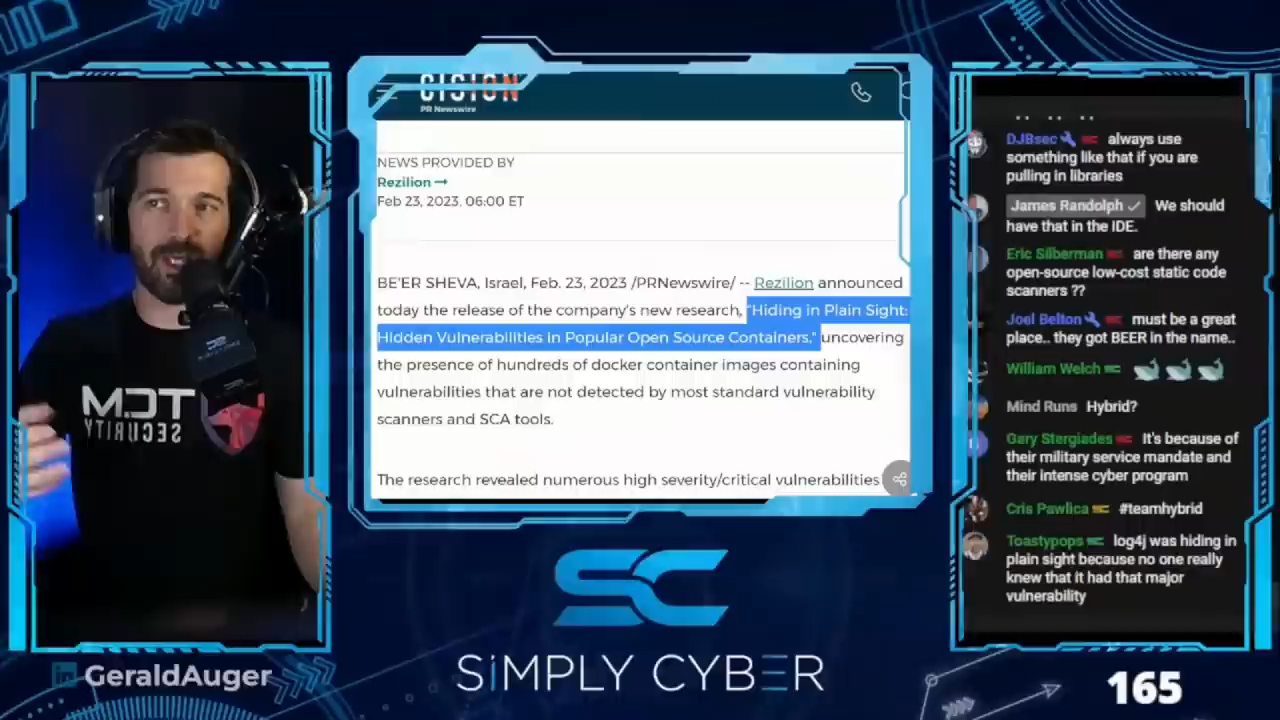 CISION
PR Newswire
NEWS PROVIDED BY
Rezilion →
Feb 23, 2023, 06:00 ET
BE'ER SHEVA, Israel, Feb. 23, 2023 /PRNewswire/ -- Rezilion announced
today the release of the company's new research, "Hiding in Plain Sight:
Hidden Vulnerabilities in Popular Open Source Containers," uncovering
the presence of hundreds of docker container images containing
vulnerabilities that are not detected by most standard vulnerability
scanners and SCA tools.
The research revealed numerous high severity/critical vulnerabilities
MDT
SECURITY
DJBsec always use
something like that if you are
pulling in libraries
James Randolph ✓ We should
have that in the IDE.
Eric Silberman are there any
open-source low-cost static code
scanners ??
Joel Belton must be a great
place.. they got BEER in the name..
William Welch
Mind Runs Hybrid?
Gary Stergiades It's because of
their military service mandate and
their intense cyber program
Cris Pawlica #teamhybrid
Toastypops log4j was hiding in
plain sight because no one really
knew that it had that major
vulnerability
SC
SIMPLY CYBER
in GeraldAuger
165